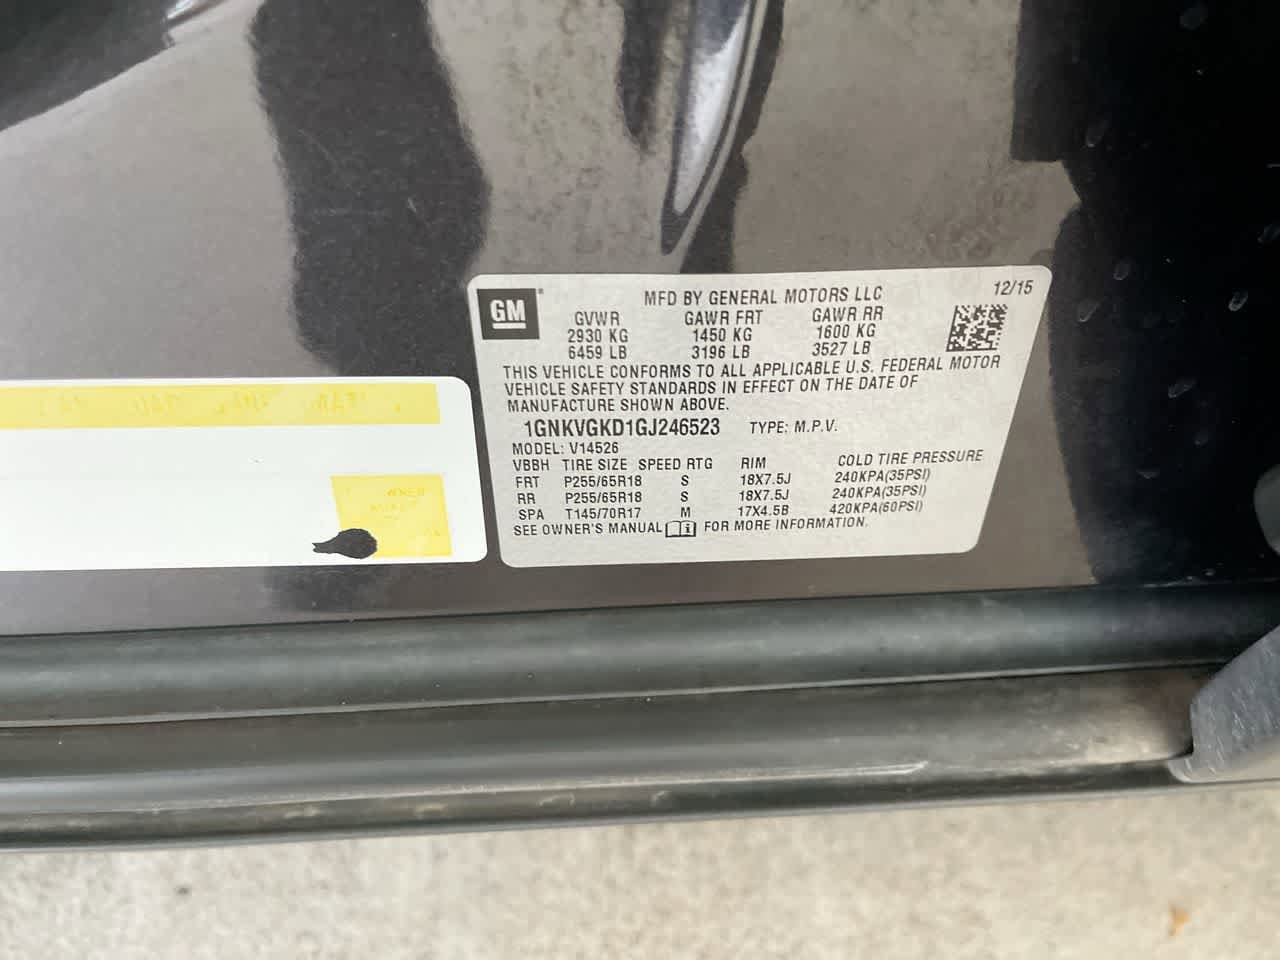 GM
MFD BY GENERAL MOTORS LLC 12/15
GVWR GAWR FRT GAWR RR
2930 KG 1450 KG 1600 KG
6459 LB 3196 LB 3527 LB
THIS VEHICLE CONFORMS TO ALL APPLICABLE U.S. FEDERAL MOTOR
VEHICLE SAFETY STANDARDS IN EFFECT ON THE DATE OF
MANUFACTURE SHOWN ABOVE.
1GNKVGKD1GJ246523 TYPE: M.P.V.
MODEL: V14526
VBBH TIRE SIZE SPEED RTG RIM COLD TIRE PRESSURE
FRT P255/65R18 S 18X7.5J 240KPA(35PSI)
RR P255/65R18 S 18X7.5J 240KPA(35PSI)
SPA T145/70R17 M 17X4.5B 420KPA(60PSI)
SEE OWNER'S MANUAL FOR MORE INFORMATION.